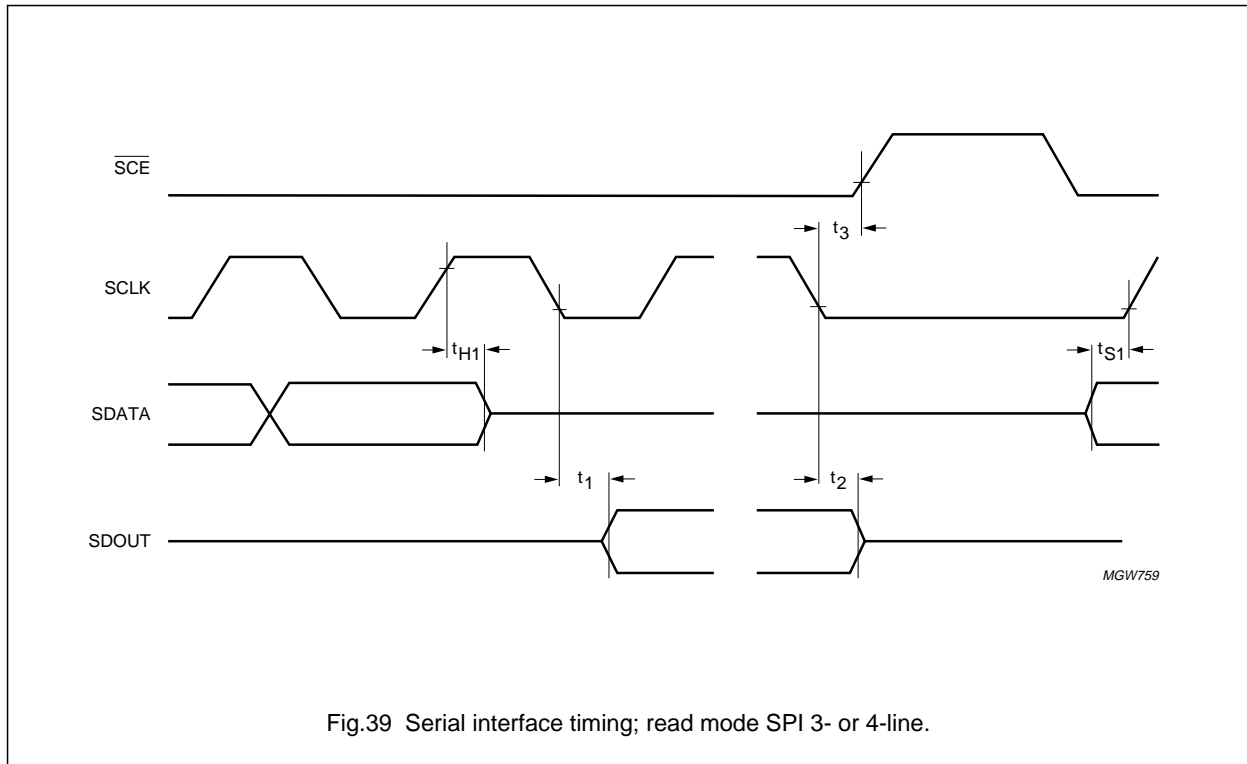 SCE
t3
SCLK
tH1
tS1
SDATA
t1
t2
SDOUT
MGW759
Fig.39 Serial interface timing; read mode SPI 3- or 4-line.